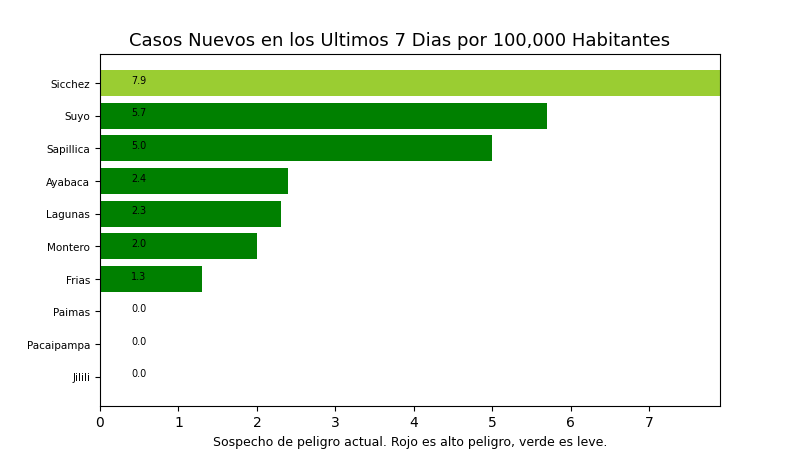 Casos Nuevos en los Ultimos 7 Dias por 100,000 Habitantes
Sicchez 7.9
Suyo 5.7
Sapillica 5.0
Ayabaca 2.4
Lagunas 2.3
Montero 2.0
Frias 1.3
Paimas 0.0
Pacaipampa 0.0
Jilili 0.0
0 1 2 3 4 5 6 7
Sospecho de peligro actual. Rojo es alto peligro, verde es leve.